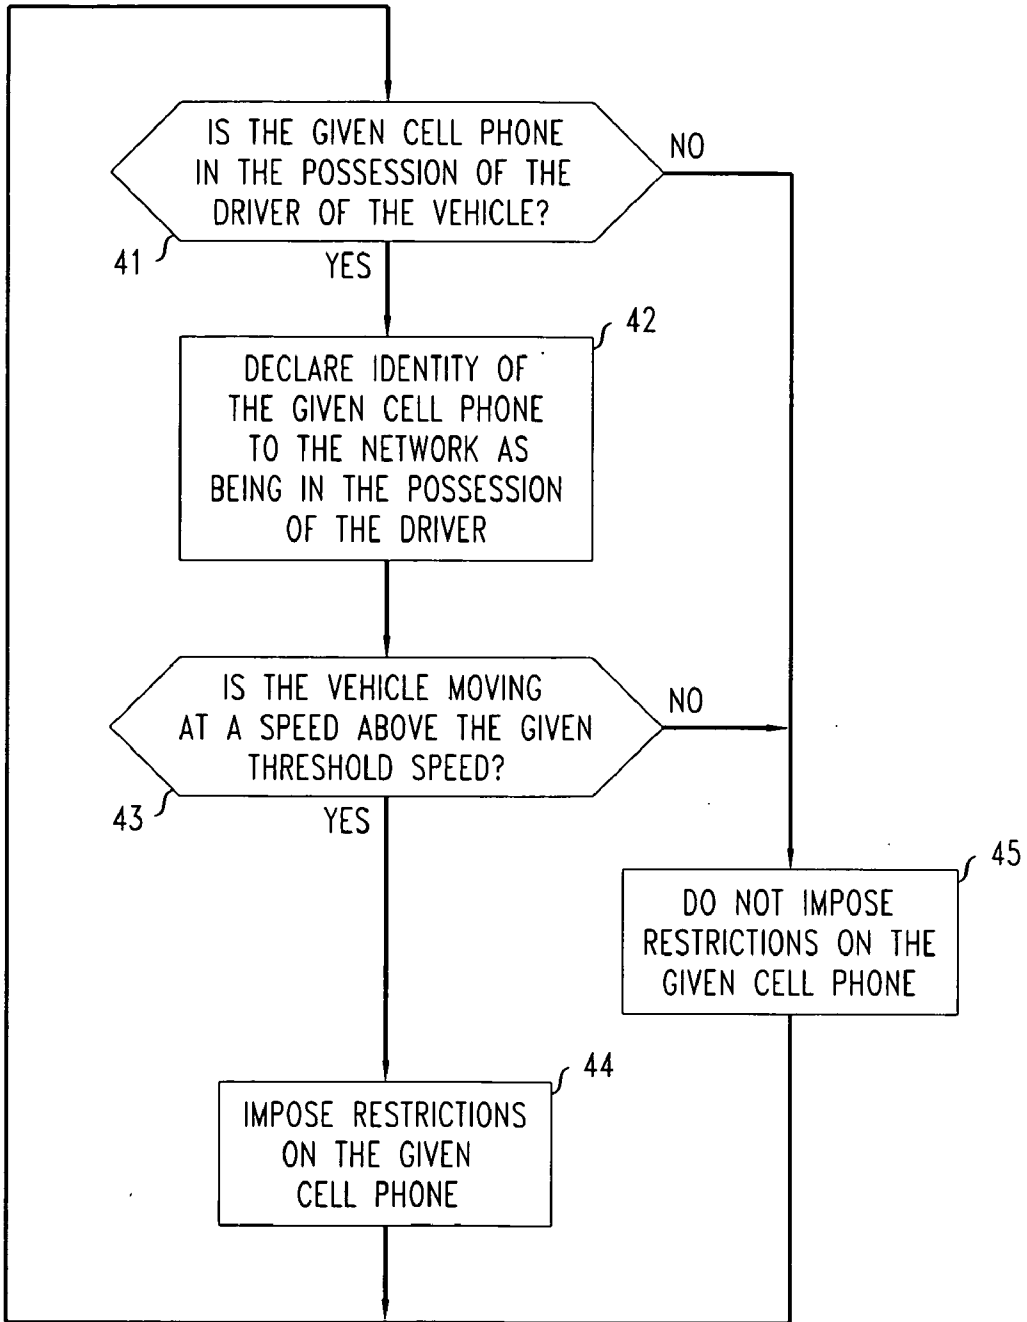 IS THE GIVEN CELL PHONE
IN THE POSSESSION OF THE
DRIVER OF THE VEHICLE?
NO
41
YES
42
DECLARE IDENTITY OF
THE GIVEN CELL PHONE
TO THE NETWORK AS
BEING IN THE POSSESSION
OF THE DRIVER
IS THE VEHICLE MOVING
AT A SPEED ABOVE THE GIVEN
THRESHOLD SPEED?
NO
43
YES
45
DO NOT IMPOSE
RESTRICTIONS ON THE
GIVEN CELL PHONE
44
IMPOSE RESTRICTIONS
ON THE GIVEN
CELL PHONE